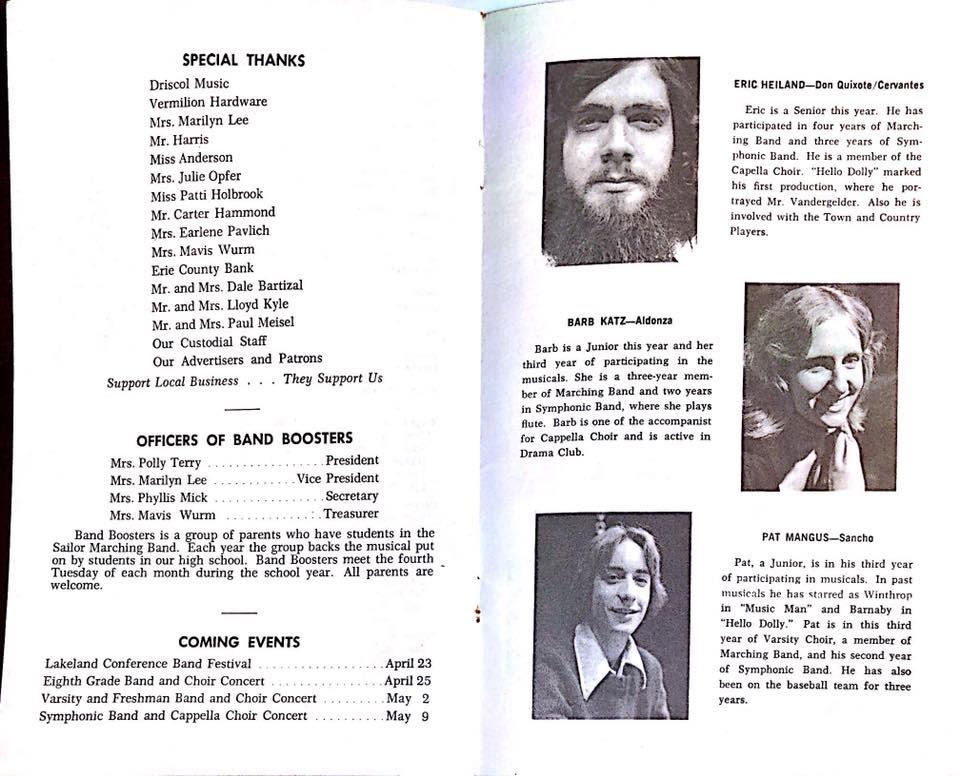 SPECIAL THANKS
Driscol Music
Vermilion Hardware
Mrs. Marilyn Lee
Mr. Harris
Miss Anderson
Mrs. Julie Opfer
Miss Patti Holbrook
Mr. Carter Hammond
Mrs. Earlene Pavlich
Mrs. Mavis Wurm
Erie County Bank
Mr. and Mrs. Dale Bartizal
Mr. and Mrs. Lloyd Kyle
Mr. and Mrs. Paul Meisel
Our Custodial Staff
Our Advertisers and Patrons
Support Local Business . . . They Support Us
OFFICERS OF BAND BOOSTERS
Mrs. Polly Terry ................. President
Mrs. Marilyn Lee ............ Vice President
Mrs. Phyllis Mick ................ Secretary
Mrs. Mavis Wurm .............. Treasurer
Band Boosters is a group of parents who have students in the
Sailor Marching Band. Each year the group backs the musical put
on by students in our high school. Band Boosters meet the fourth
Tuesday of each month during the school year. All parents are
welcome.
COMING EVENTS
Lakeland Conference Band Festival .................. April 23
Eighth Grade Band and Choir Concert ................ April 25
Varsity and Freshman Band and Choir Concert ......... May 2
Symphonic Band and Cappella Choir Concert .......... May 9
ERIC HEILAND—Don Quixote/Cervantes
Eric is a Senior this year. He has
participated in four years of March-
ing Band and three years of Sym-
phonic Band. He is a member of the
Capella Choir. "Hello Dolly" marked
his first production, where he por-
trayed Mr. Vandergelder. Also he is
involved with the Town and Country
Players.
BARB KATZ—Aldonza
Barb is a Junior this year and her
third year of participating in the
musicals. She is a three-year mem-
ber of Marching Band and two years
in Symphonic Band, where she plays
flute. Barb is one of the accompanist
for Cappella Choir and is active in
Drama Club.
PAT MANGUS—Sancho
Pat, a Junior, is in his third year
of participating in musicals. In past
musicals he has starred as Winthrop
in "Music Man" and Barnaby in
"Hello Dolly." Pat is in this third
year of Varsity Choir, a member of
Marching Band, and his second year
of Symphonic Band. He has also
been on the baseball team for three
years.